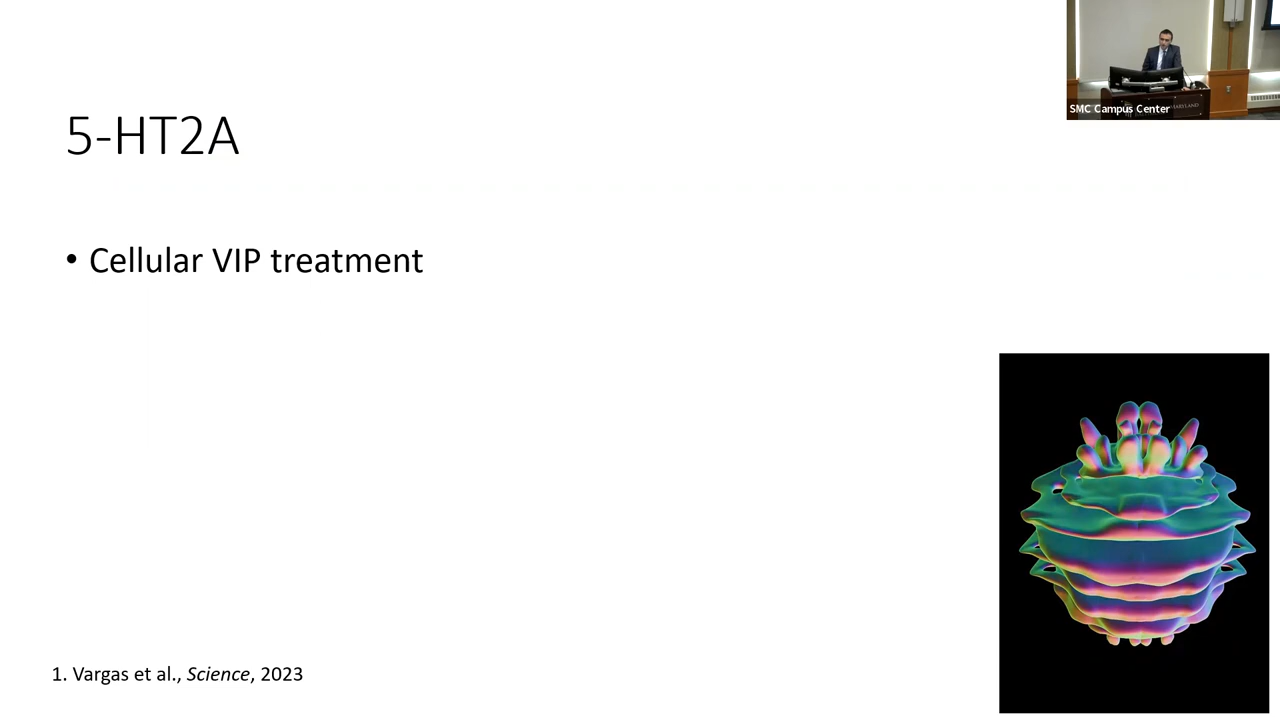 SMC Campus Center
5-HT2A
• Cellular VIP treatment
1. Vargas et al., Science, 2023